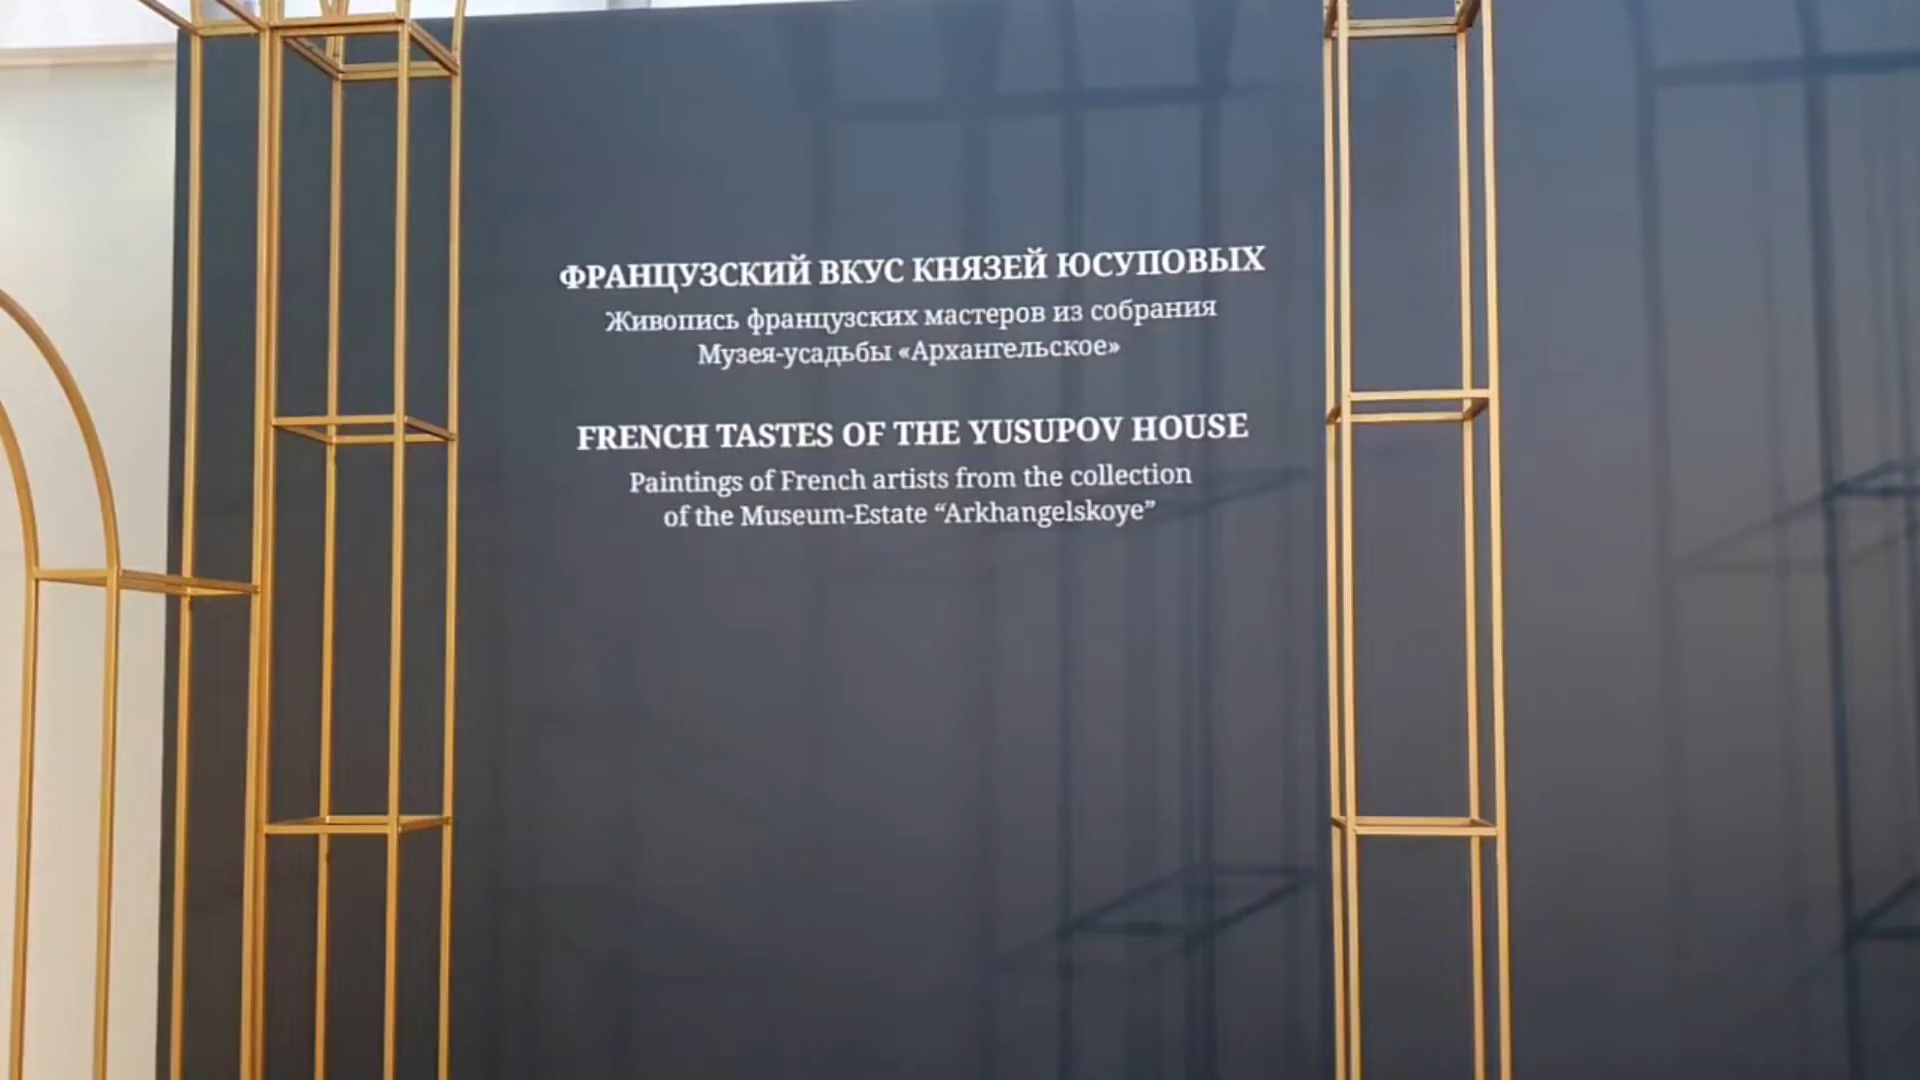 ФРАНЦУЗСКИЙ ВКУС КНЯЗЕЙ ЮСУПОВЫХ
Живопись французских мастеров из собрания
Музея-усадьбы «Архангельское»
FRENCH TASTES OF THE YUSUPOV HOUSE
Paintings of French artists from the collection
of the Museum-Estate “Arkhangelskoye”